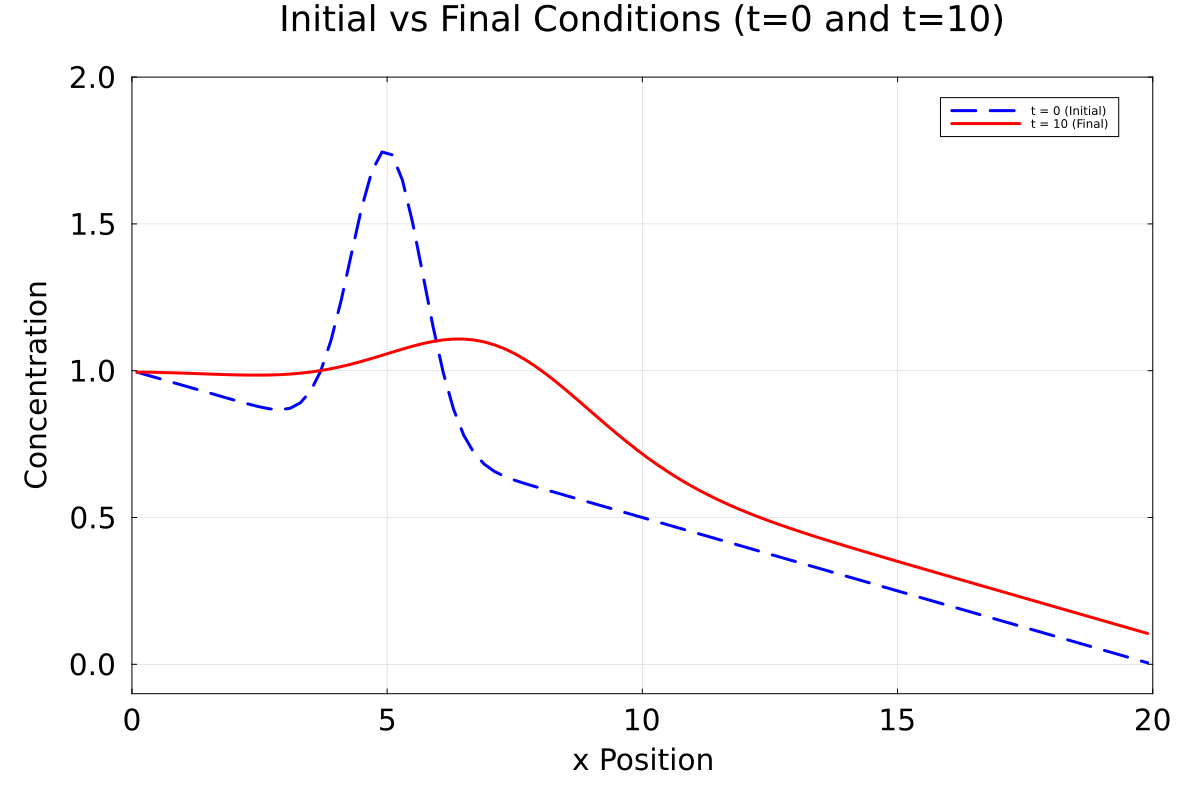 Initial vs Final Conditions (t=0 and t=10)
2.0
1.5
1.0
0.5
0.0
Concentration
t = 0 (Initial)
t = 10 (Final)
0 5 10 15 20
x Position